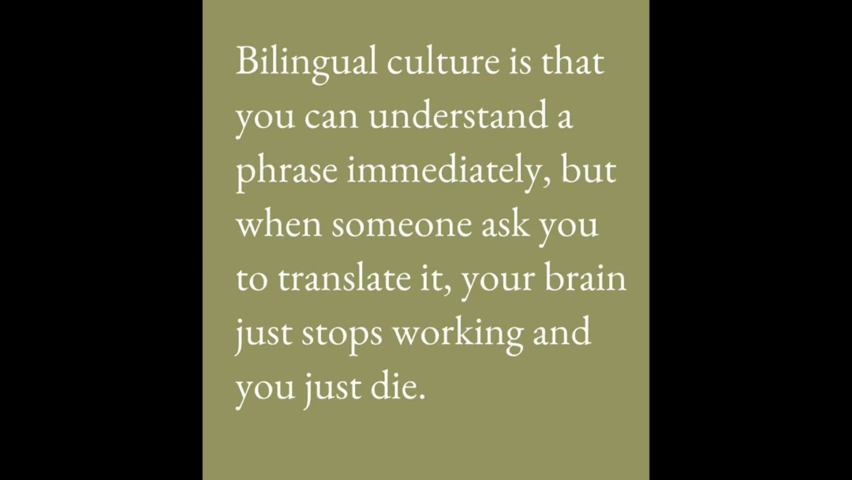 Bilingual culture is that
you can understand a
phrase immediately, but
when someone ask you
to translate it, your brain
just stops working and
you just die.